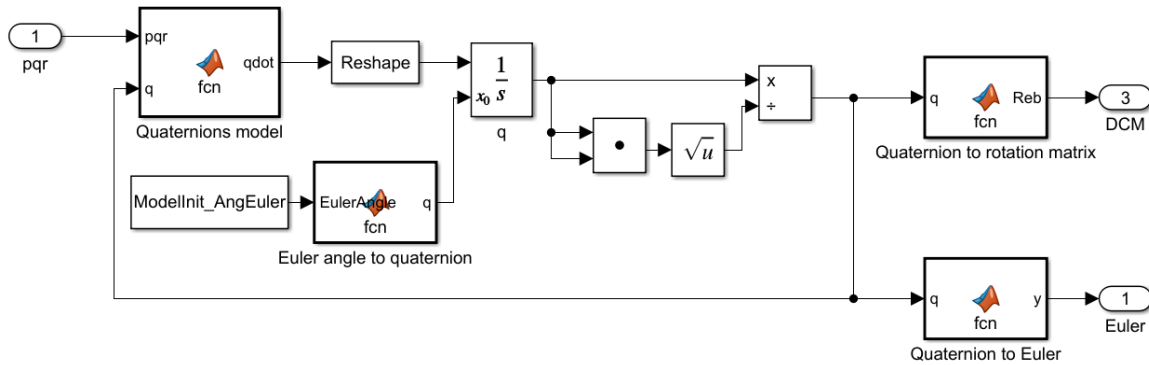 1
pqr
pqr
q
qdot
fcn
Quaternions model
Reshape
1
s
x₀
q
ModelInit_AngEuler
EulerAngle
q
fcn
Euler angle to quaternion
√u
x
÷
q
Reb
fcn
Quaternion to rotation matrix
3
DCM
q
y
fcn
Quaternion to Euler
1
Euler